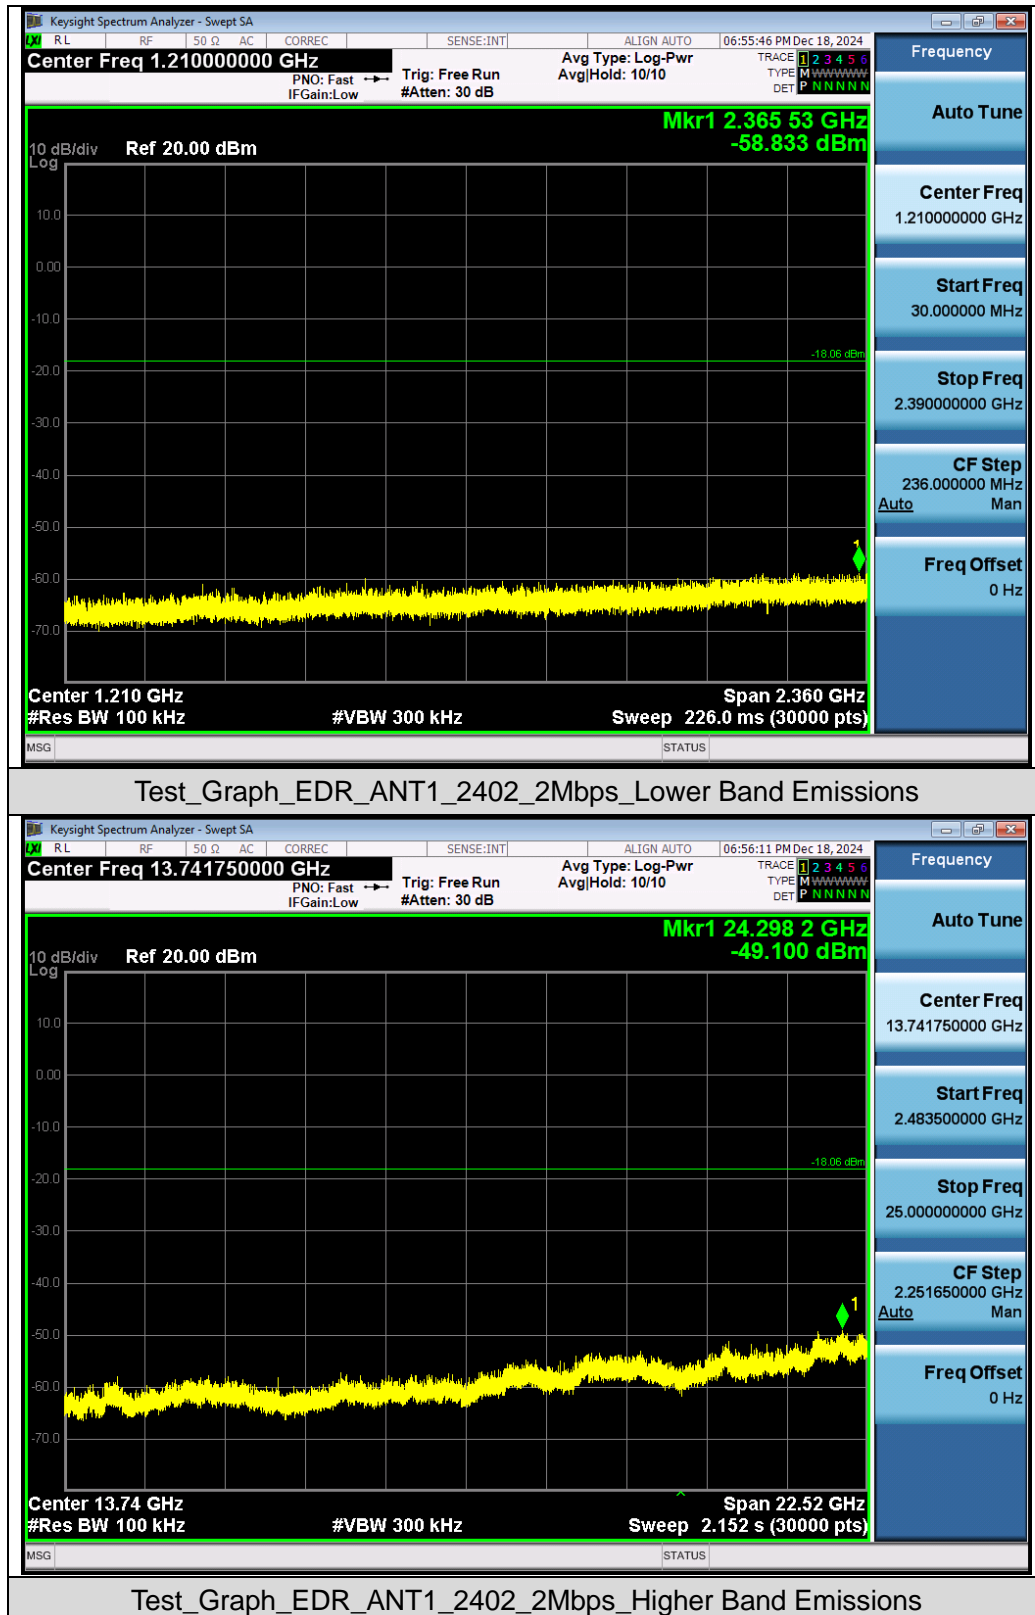 Keysight Spectrum Analyzer - Swept SA
LXI RL RF 50 Ω AC CORREC SENSE:INT ALIGN AUTO 06:55:46 PM Dec 18, 2024
Center Freq 1.210000000 GHz
PNO: Fast
IFGain:Low
Trig: Free Run
#Atten: 30 dB
Avg Type: Log-Pwr
Avg|Hold: 10/10
TRACE 1 2 3 4 5 6
TYPE M W W W W W
DET P N N N N N
Mkr1 2.365 53 GHz
-58.833 dBm
10 dB/div Ref 20.00 dBm
Log
10.0
0.00
-10.0
-18.06 dBm
-20.0
-30.0
-40.0
-50.0
1
-60.0
-70.0
Center 1.210 GHz Span 2.360 GHz
#Res BW 100 kHz #VBW 300 kHz Sweep 226.0 ms (30000 pts)
MSG STATUS
Frequency
Auto Tune
Center Freq
1.210000000 GHz
Start Freq
30.000000 MHz
Stop Freq
2.390000000 GHz
CF Step
236.000000 MHz
Auto Man
Freq Offset
0 Hz
Test_Graph_EDR_ANT1_2402_2Mbps_Lower Band Emissions
Keysight Spectrum Analyzer - Swept SA
LXI RL RF 50 Ω AC CORREC SENSE:INT ALIGN AUTO 06:56:11 PM Dec 18, 2024
Center Freq 13.741750000 GHz
PNO: Fast
IFGain:Low
Trig: Free Run
#Atten: 30 dB
Avg Type: Log-Pwr
Avg|Hold: 10/10
TRACE 1 2 3 4 5 6
TYPE M W W W W W
DET P N N N N N
Mkr1 24.298 2 GHz
-49.100 dBm
10 dB/div Ref 20.00 dBm
Log
10.0
0.00
-10.0
-18.06 dBm
-20.0
-30.0
-40.0
1
-50.0
-60.0
-70.0
Center 13.74 GHz Span 22.52 GHz
#Res BW 100 kHz #VBW 300 kHz Sweep 2.152 s (30000 pts)
MSG STATUS
Frequency
Auto Tune
Center Freq
13.741750000 GHz
Start Freq
2.483500000 GHz
Stop Freq
25.000000000 GHz
CF Step
2.251650000 GHz
Auto Man
Freq Offset
0 Hz
Test_Graph_EDR_ANT1_2402_2Mbps_Higher Band Emissions